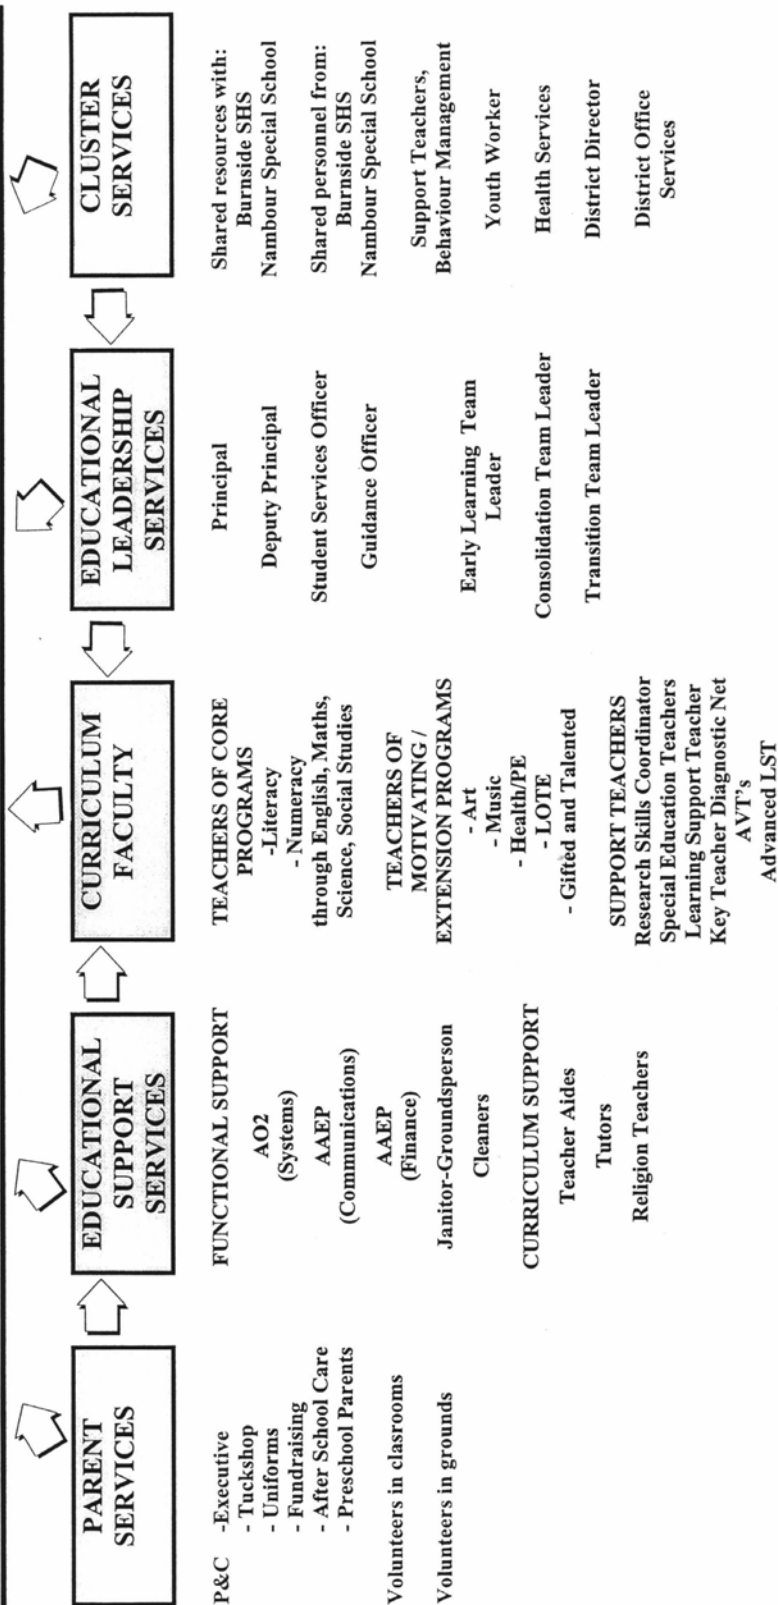 PARENT
SERVICES
P&C -Executive
- Tuckshop
- Uniforms
- Fundraising
- After School Care
- Preschool Parents
Volunteers in clasrooms
Volunteers in grounds
EDUCATIONAL
SUPPORT
SERVICES
FUNCTIONAL SUPPORT
AO2
(Systems)
AAEP
(Communications)
AAEP
(Finance)
Janitor-Groundsperson
Cleaners
CURRICULUM SUPPORT
Teacher Aides
Tutors
Religion Teachers
CURRICULUM
FACULTY
TEACHERS OF CORE
PROGRAMS
-Literacy
- Numeracy
through English, Maths,
Science, Social Studies
TEACHERS OF
MOTIVATING /
EXTENSION PROGRAMS
- Art
- Music
- Health/PE
- LOTE
- Gifted and Talented
SUPPORT TEACHERS
Research Skills Coordinator
Special Education Teachers
Learning Support Teacher
Key Teacher Diagnostic Net
AVT's
Advanced LST
EDUCATIONAL
LEADERSHIP
SERVICES
Principal
Deputy Principal
Student Services Officer
Guidance Officer
Early Learning Team
Leader
Consolidation Team Leader
Transition Team Leader
CLUSTER
SERVICES
Shared resources with:
Burnside SHS
Nambour Special School
Shared personnel from:
Burnside SHS
Nambour Special School
Support Teachers,
Behaviour Management
Youth Worker
Health Services
District Director
District Office
Services